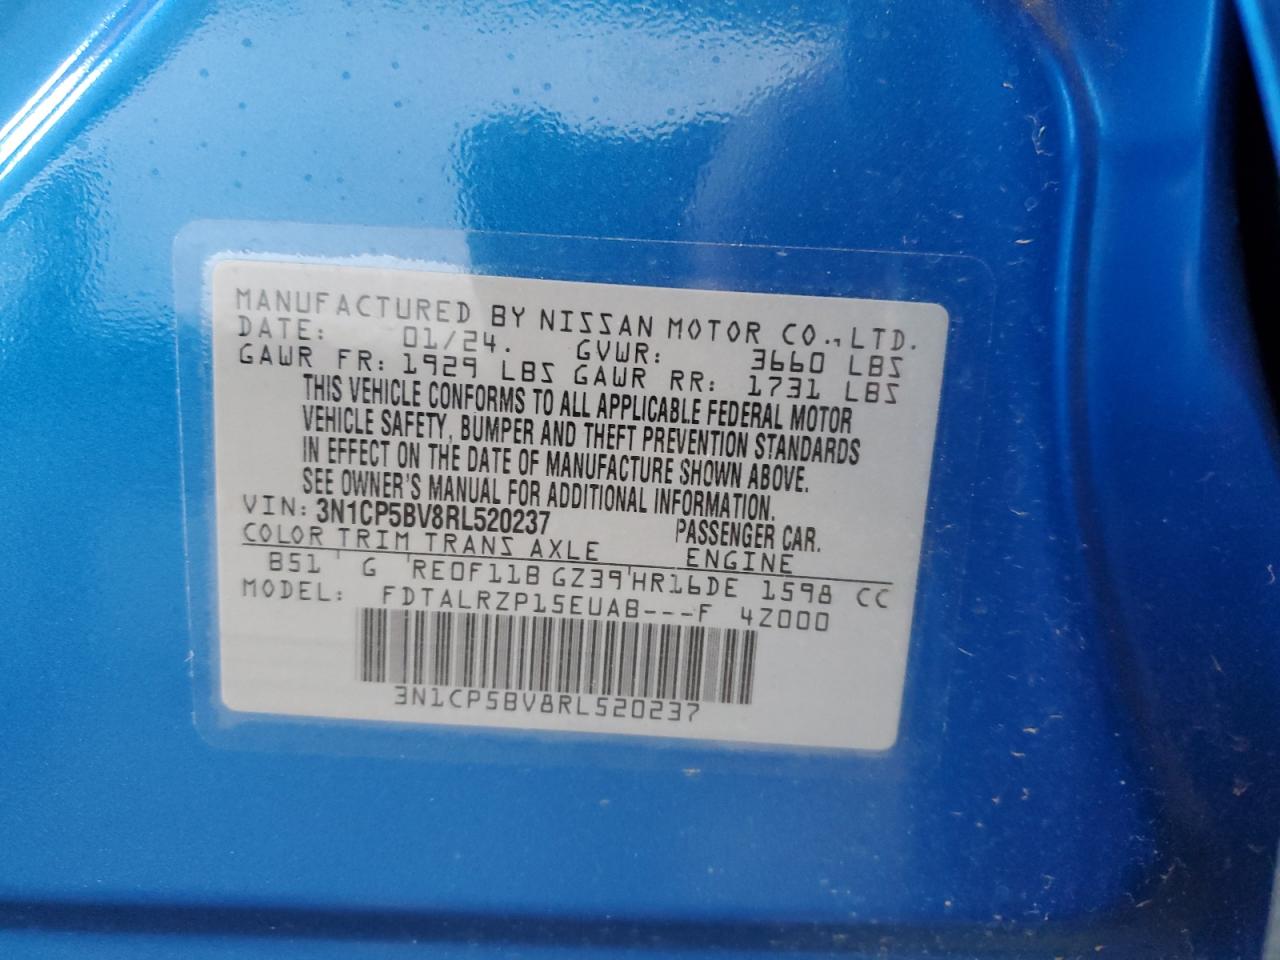 MANUFACTURED BY NISSAN MOTOR CO., LTD.
DATE: 01/24. GVWR: 3660 LBS
GAWR FR: 1929 LBS GAWR RR: 1731 LBS
THIS VEHICLE CONFORMS TO ALL APPLICABLE FEDERAL MOTOR
VEHICLE SAFETY, BUMPER AND THEFT PREVENTION STANDARDS
IN EFFECT ON THE DATE OF MANUFACTURE SHOWN ABOVE.
SEE OWNER'S MANUAL FOR ADDITIONAL INFORMATION.
VIN: 3N1CP5BV8RL520237 PASSENGER CAR.
COLOR TRIM TRANS AXLE ENGINE
B51 G RE0F11B GZ39 HR16DE 1598 CC
MODEL: FDTALRZP15EUAB---F 4Z000
3N1CP5BV8RL520237